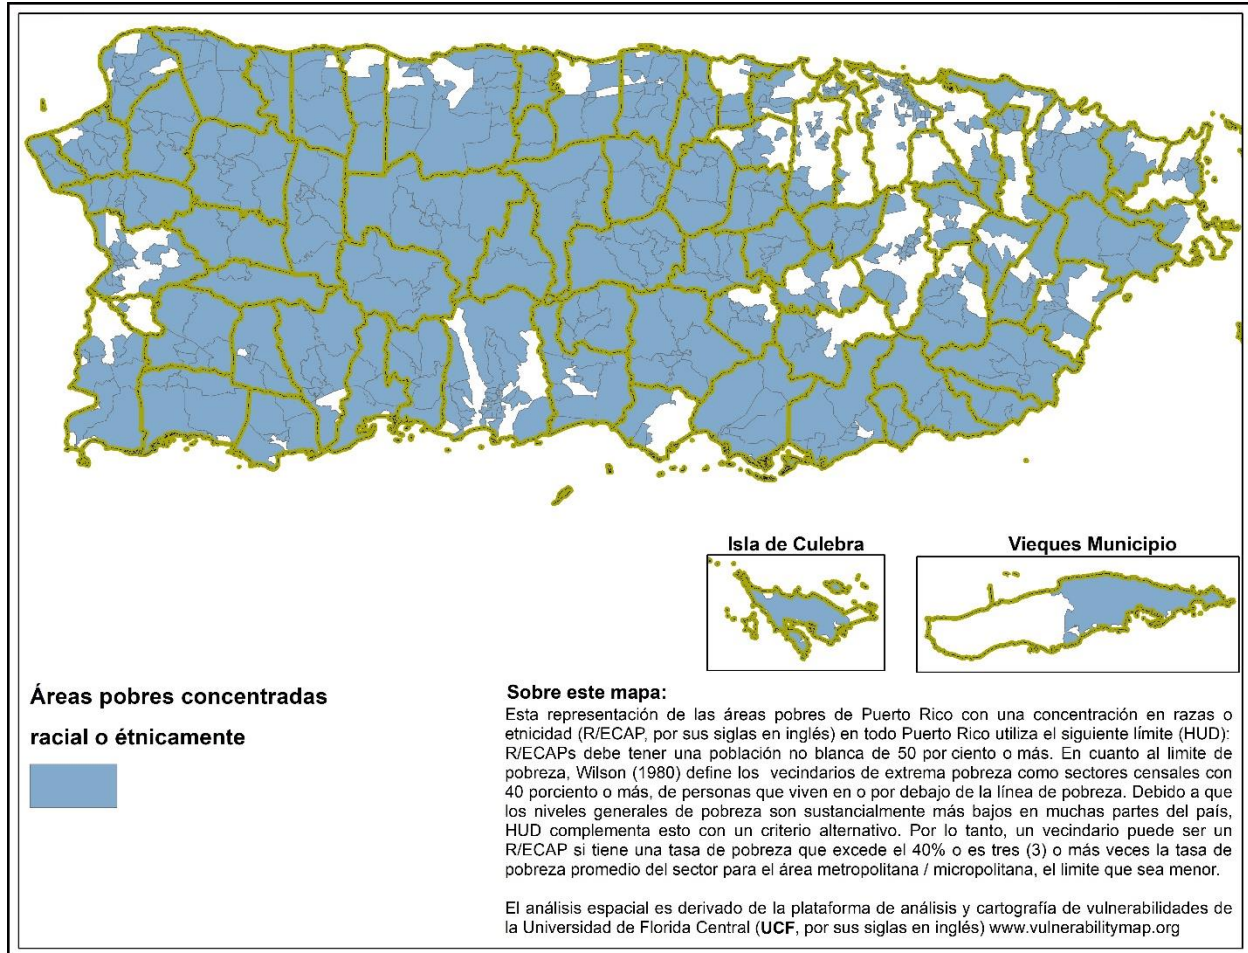 Isla de Culebra
Vieques Municipio
Áreas pobres concentradas
racial o étnicamente
Sobre este mapa:
Esta representación de las áreas pobres de Puerto Rico con una concentración en razas o
etnicidad (R/ECAP, por sus siglas en inglés) en todo Puerto Rico utiliza el siguiente límite (HUD):
R/ECAPs debe tener una población no blanca de 50 por ciento o más. En cuanto al limite de
pobreza, Wilson (1980) define los vecindarios de extrema pobreza como sectores censales con
40 porciento o más, de personas que viven en o por debajo de la línea de pobreza. Debido a que
los niveles generales de pobreza son sustancialmente más bajos en muchas partes del país,
HUD complementa esto con un criterio alternativo. Por lo tanto, un vecindario puede ser un
R/ECAP si tiene una tasa de pobreza que excede el 40% o es tres (3) o más veces la tasa de
pobreza promedio del sector para el área metropolitana / micropolitana, el limite que sea menor.
El análisis espacial es derivado de la plataforma de análisis y cartografía de vulnerabilidades de
la Universidad de Florida Central (UCF, por sus siglas en inglés) www.vulnerabilitymap.org